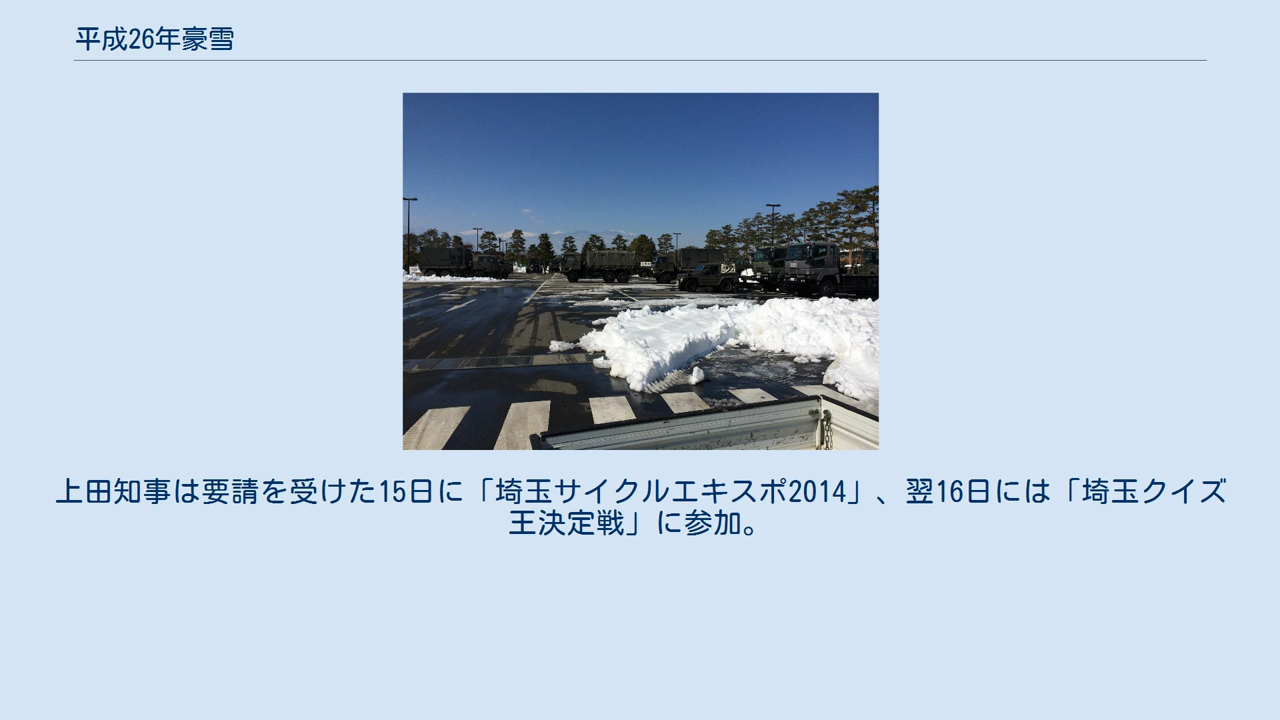 平成26年豪雪
上田知事は要請を受けた15日に「埼玉サイクルエキスポ2014」、翌16日には「埼玉クイズ
王決定戦」に参加。